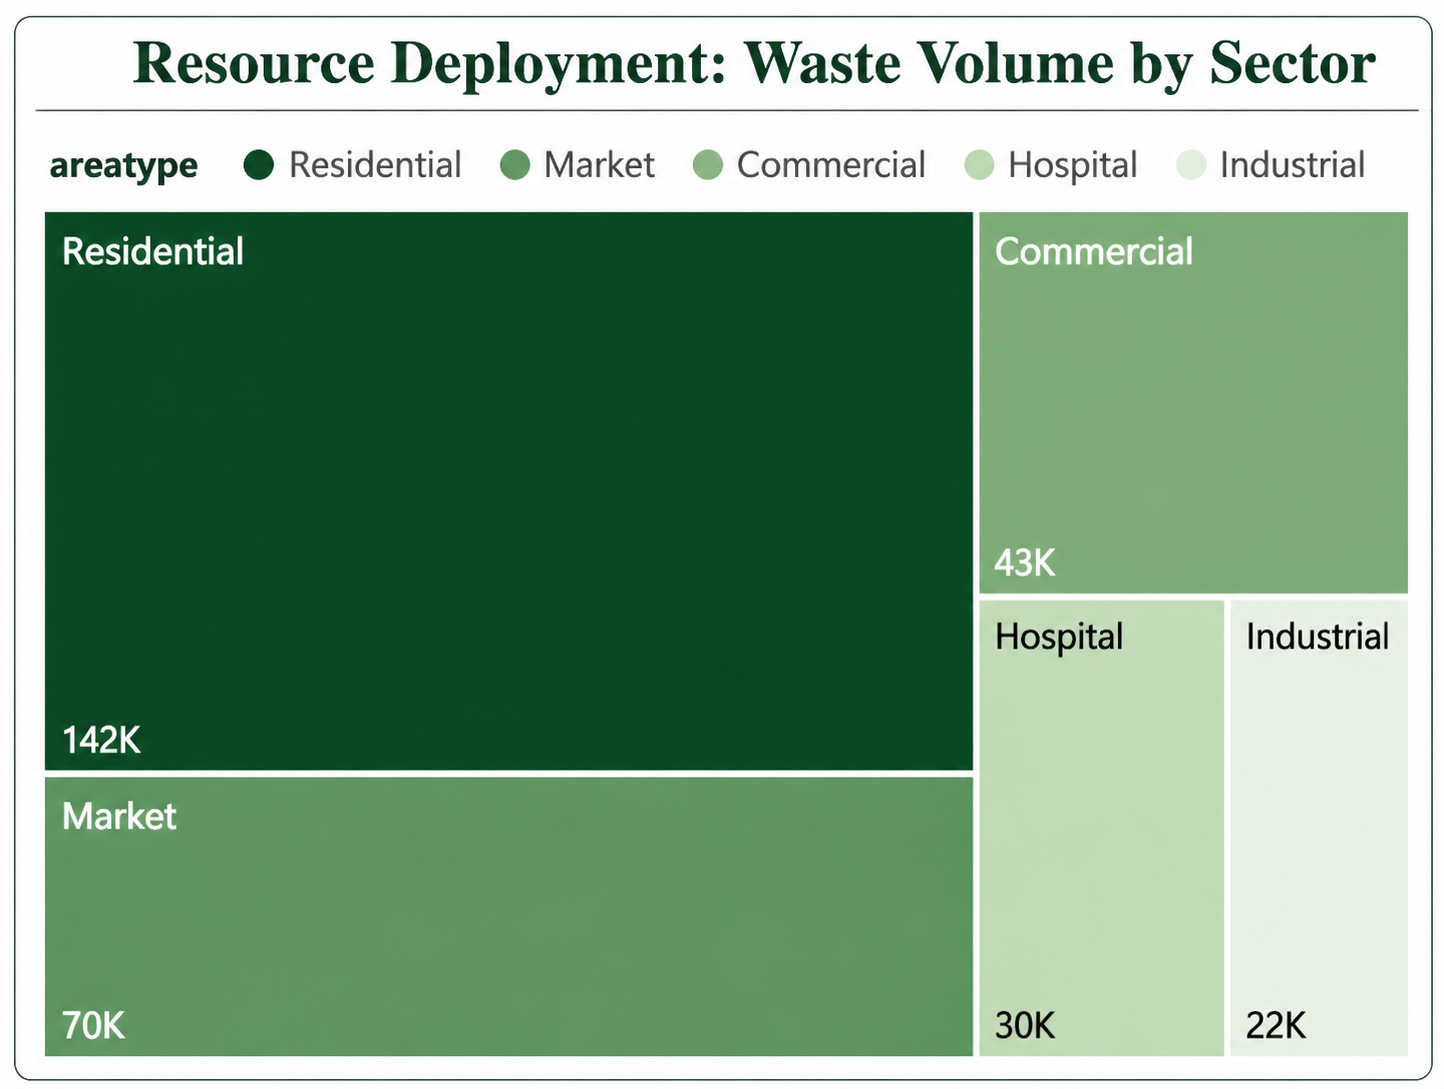 Resource Deployment: Waste Volume by Sector
areatype Residential Market Commercial Hospital Industrial
Residential
142K
Market
70K
Commercial
43K
Hospital
30K
Industrial
22K